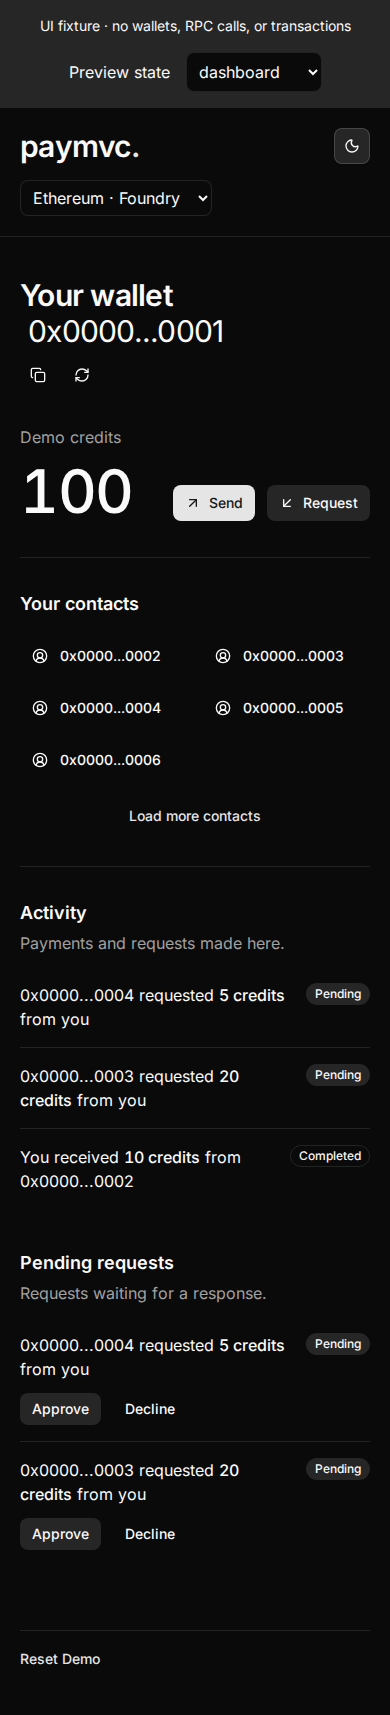 UI fixture · no wallets, RPC calls, or transactions
Preview state dashboard
paymvc.
Ethereum · Foundry
Your wallet
0x0000...0001
Demo credits
100 Send Request
Your contacts
0x0000...0002 0x0000...0003
0x0000...0004 0x0000...0005
0x0000...0006
Load more contacts
Activity
Payments and requests made here.
0x0000...0004 requested 5 credits Pending
from you
0x0000...0003 requested 20 Pending
credits from you
You received 10 credits from Completed
0x0000...0002
Pending requests
Requests waiting for a response.
0x0000...0004 requested 5 credits Pending
from you
Approve Decline
0x0000...0003 requested 20 Pending
credits from you
Approve Decline
Reset Demo